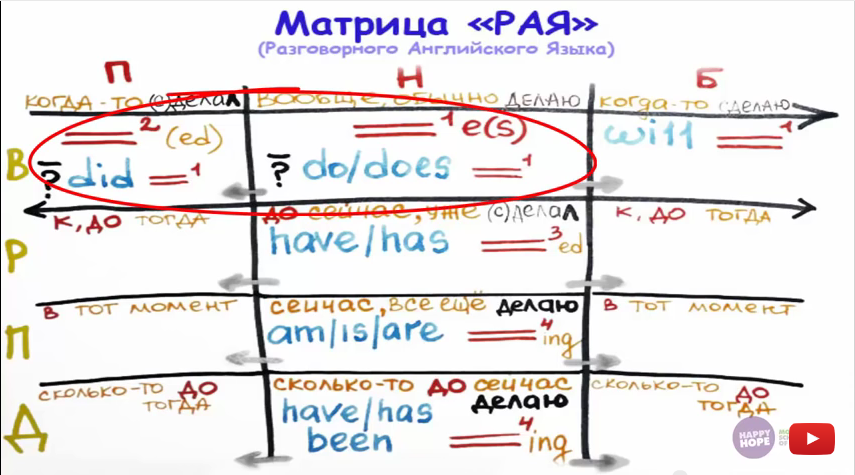 Матрица «РАЯ»
(Разговорного Английского Языка)
П Н Б
КОГДА-ТО (С)ДЕЛАЛ ВООБЩЕ, ОБЫЧНО ДЕЛАЮ КОГДА-ТО СДЕЛАЮ
В
2 (ed) 1 e(s) will 1
? did 1 ? do/does 1
К, ДО ТОГДА ДО СЕЙЧАС, УЖЕ (С)ДЕЛАЛ К, ДО ТОГДА
Р
have/has 3 ed
В ТОТ МОМЕНТ СЕЙЧАС, ВСЕ ЕЩЁ ДЕЛАЮ В ТОТ МОМЕНТ
П
am/is/are 4 ing
СКОЛЬКО-ТО ДО СКОЛЬКО-ТО ДО СЕЙЧАС СКОЛЬКО-ТО ДО
ТОГДА ДЕЛАЮ ТОГДА
Д
have/has
been 4 ing
HAPPY
HOPE